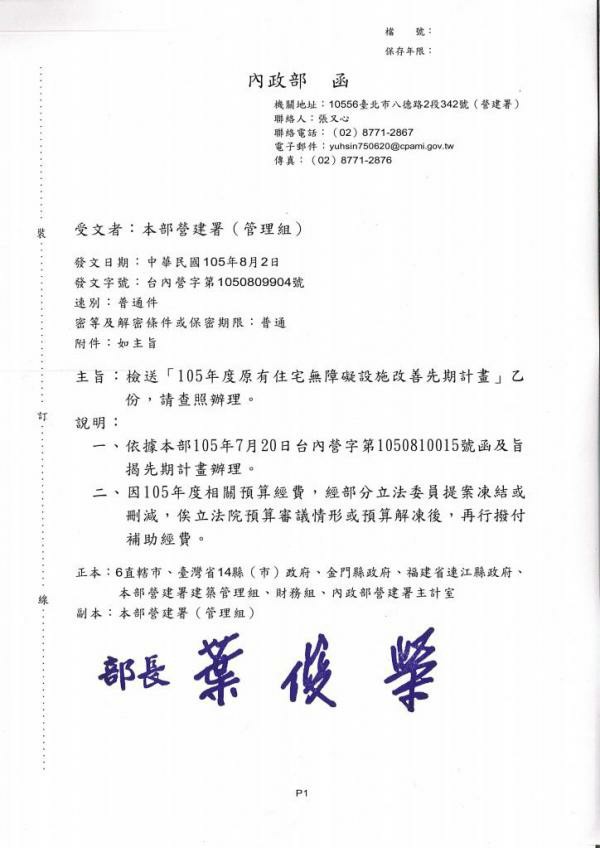 檔　　號：
保存年限：
內政部　函
機關地址：10556臺北市八德路2段342號（營建署）
聯絡人：張又心
聯絡電話：（02）8771-2867
電子郵件：yuhsin750620@cpami.gov.tw
傳真：（02）8771-2876
受文者：本部營建署（管理組）
發文日期：中華民國105年8月2日
發文字號：台內營字第1050809904號
速別：普通件
密等及解密條件或保密期限：普通
附件：如主旨
主旨：檢送「105年度原有住宅無障礙設施改善先期計畫」乙
份，請查照辦理。
說明：
一、依據本部105年7月20日台內營字第1050810015號函及旨
揭先期計畫辦理。
二、因105年度相關預算經費，經部分立法委員提案凍結或
刪減，俟立法院預算審議情形或預算解凍後，再行撥付
補助經費。
正本：6直轄市、臺灣省14縣（市）政府、金門縣政府、福建省連江縣政府、
本部營建署建築管理組、財務組、內政部營建署主計室
副本：本部營建署（管理組）
部長 葉俊榮
裝
訂
線
P1